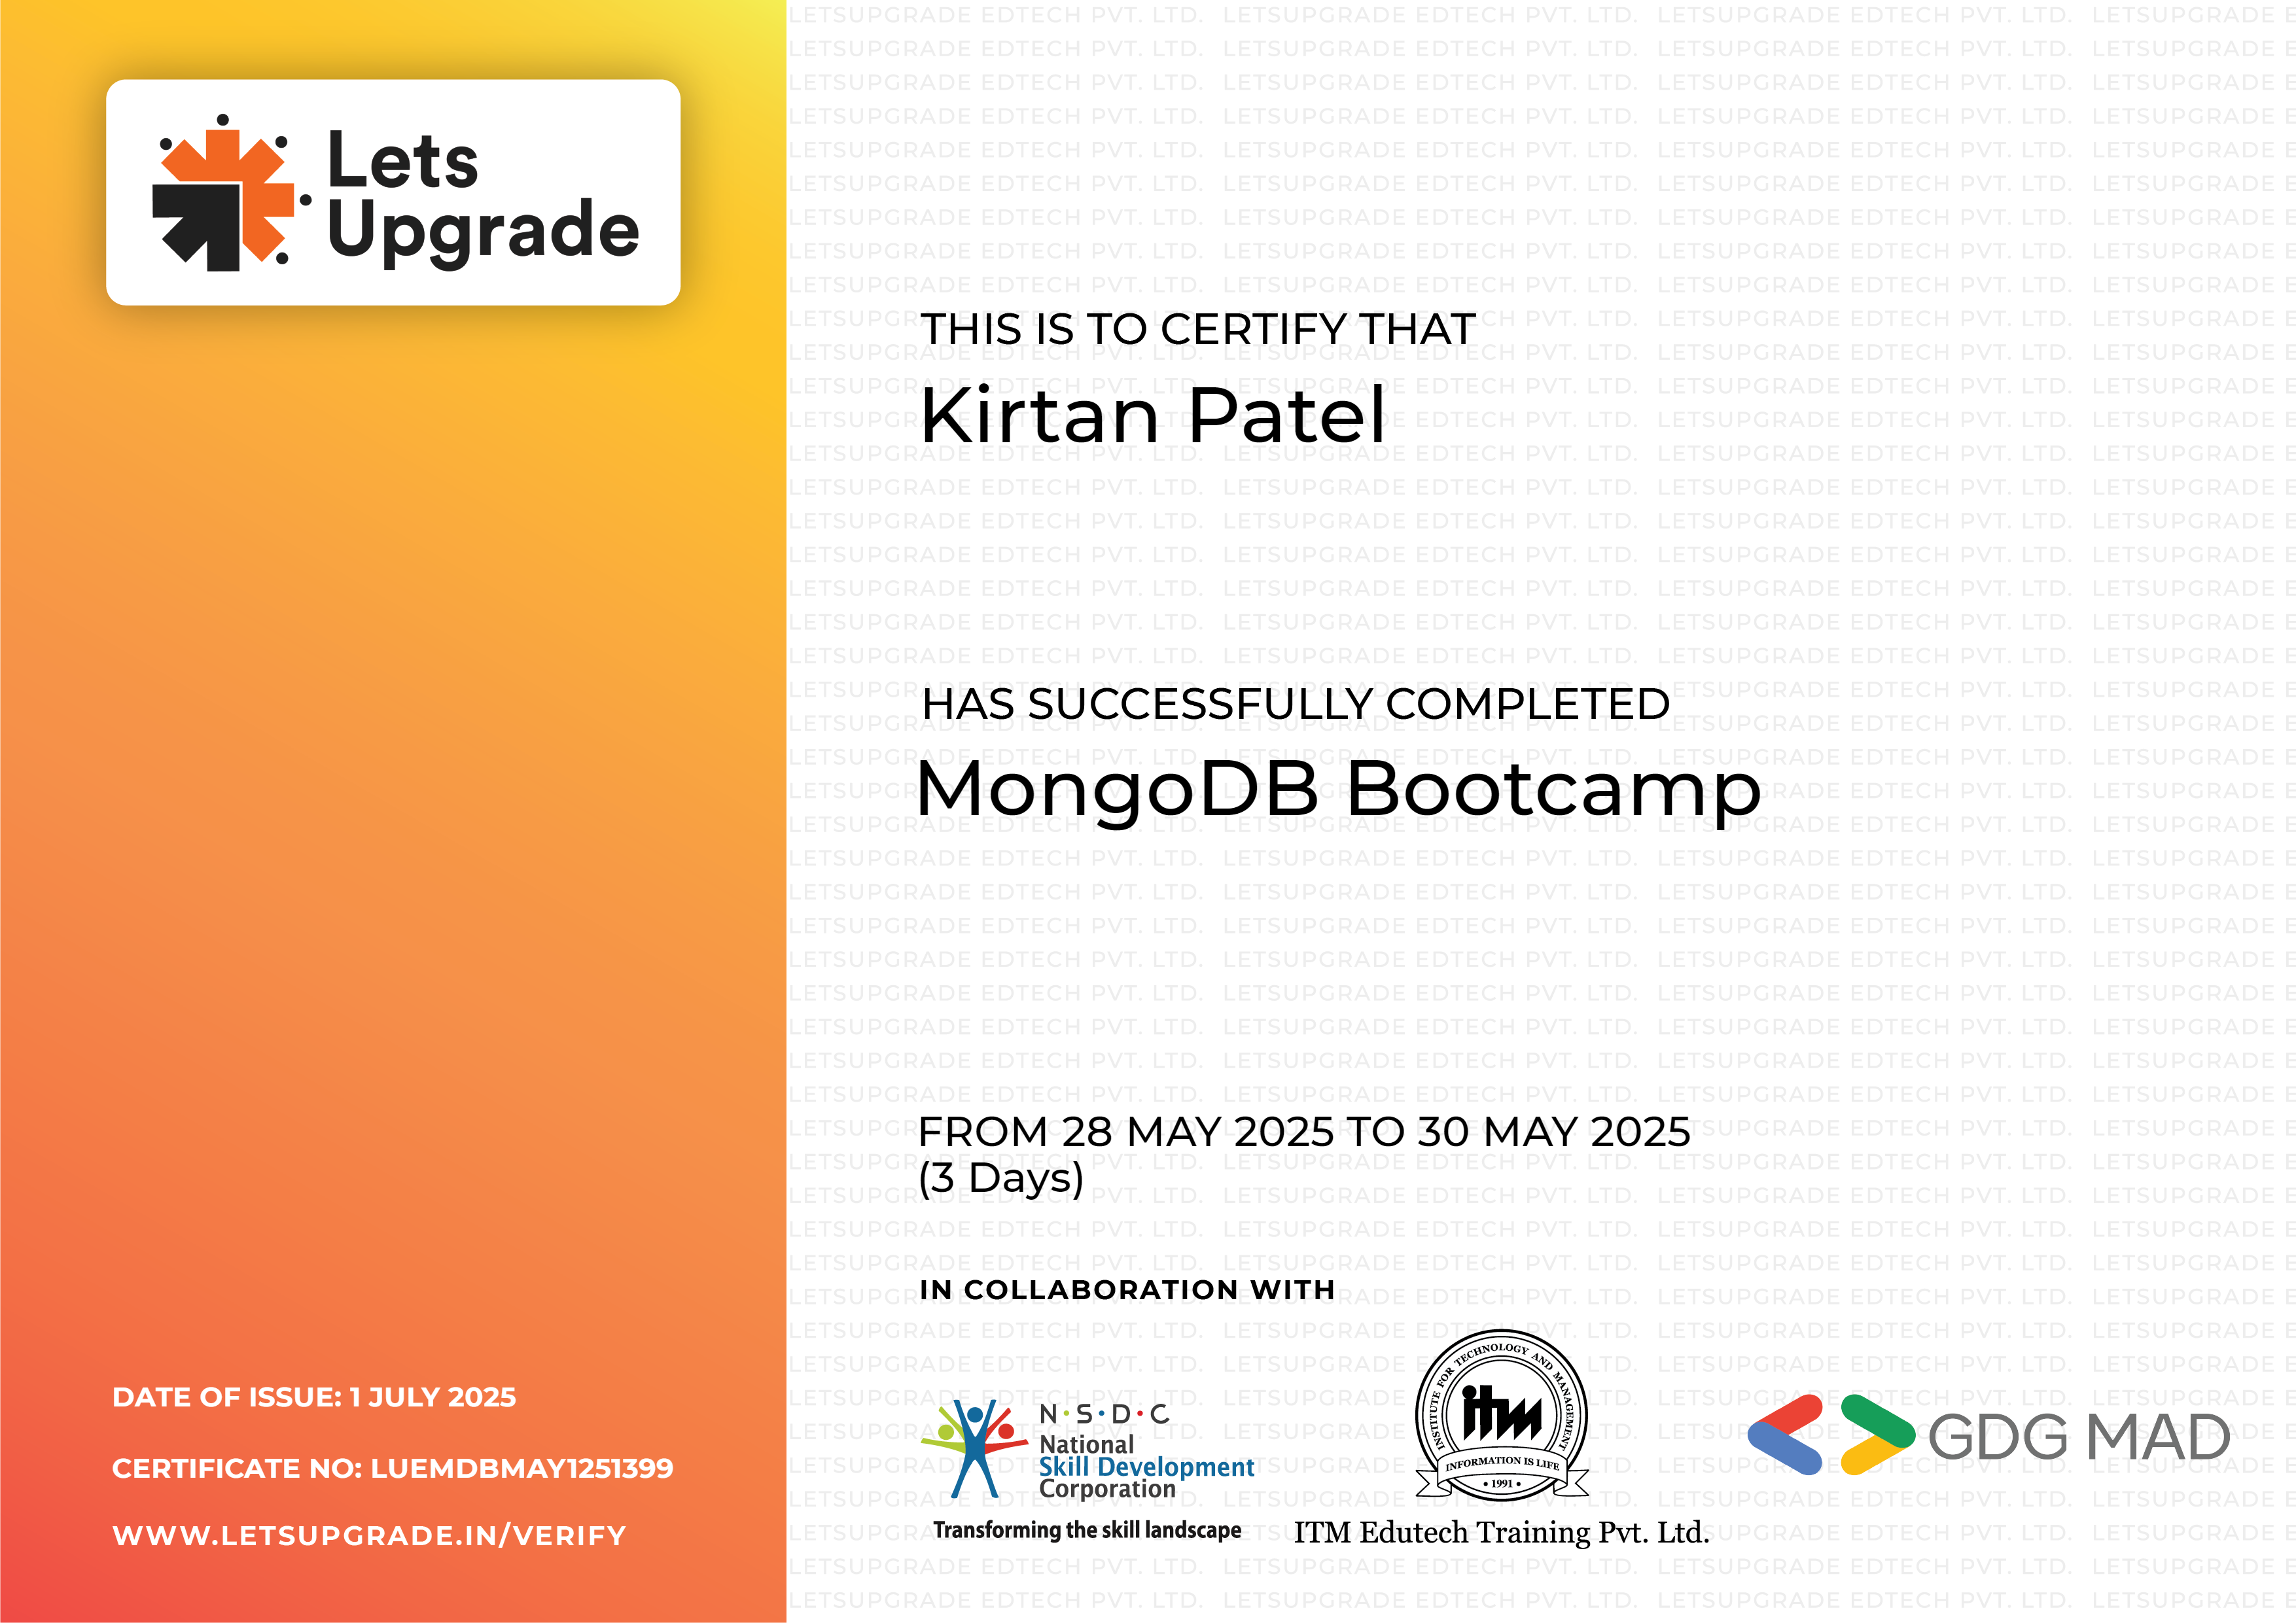 Lets
Upgrade
THIS IS TO CERTIFY THAT
Kirtan Patel
HAS SUCCESSFULLY COMPLETED
MongoDB Bootcamp
FROM 28 MAY 2025 TO 30 MAY 2025
(3 Days)
IN COLLABORATION WITH
N·S·D·C
National
Skill Development
Corporation
Transforming the skill landscape
INSTITUTE FOR TECHNOLOGY AND MANAGEMENT
itm
INFORMATION IS LIFE
• 1991 •
ITM Edutech Training Pvt. Ltd.
GDG MAD
DATE OF ISSUE: 1 JULY 2025
CERTIFICATE NO: LUEMDBMAY1251399
WWW.LETSUPGRADE.IN/VERIFY
LETSUPGRADE EDTECH PVT. LTD.